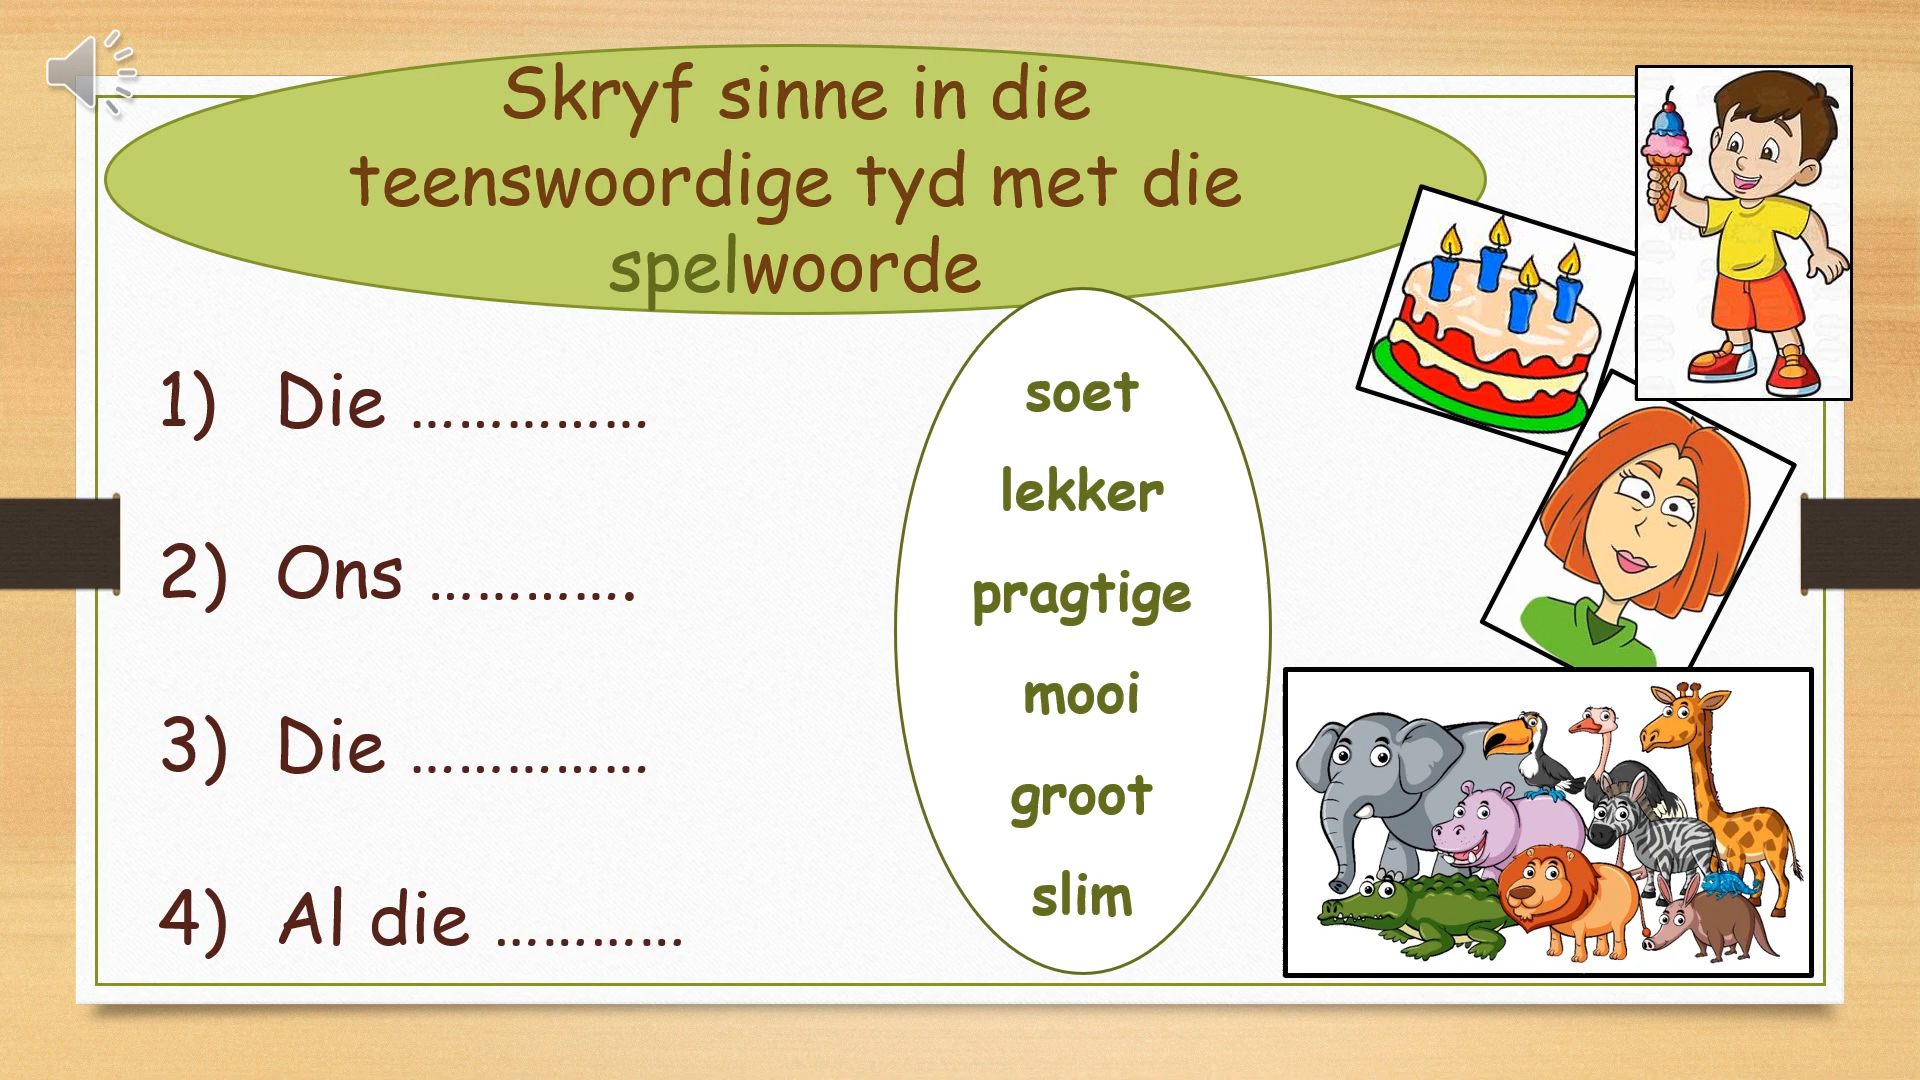 Skryf sinne in die
teenswoordige tyd met die
spelwoorde
1) Die ……………
2) Ons ………….
3) Die ……………
4) Al die …………
soet
lekker
pragtige
mooi
groot
slim